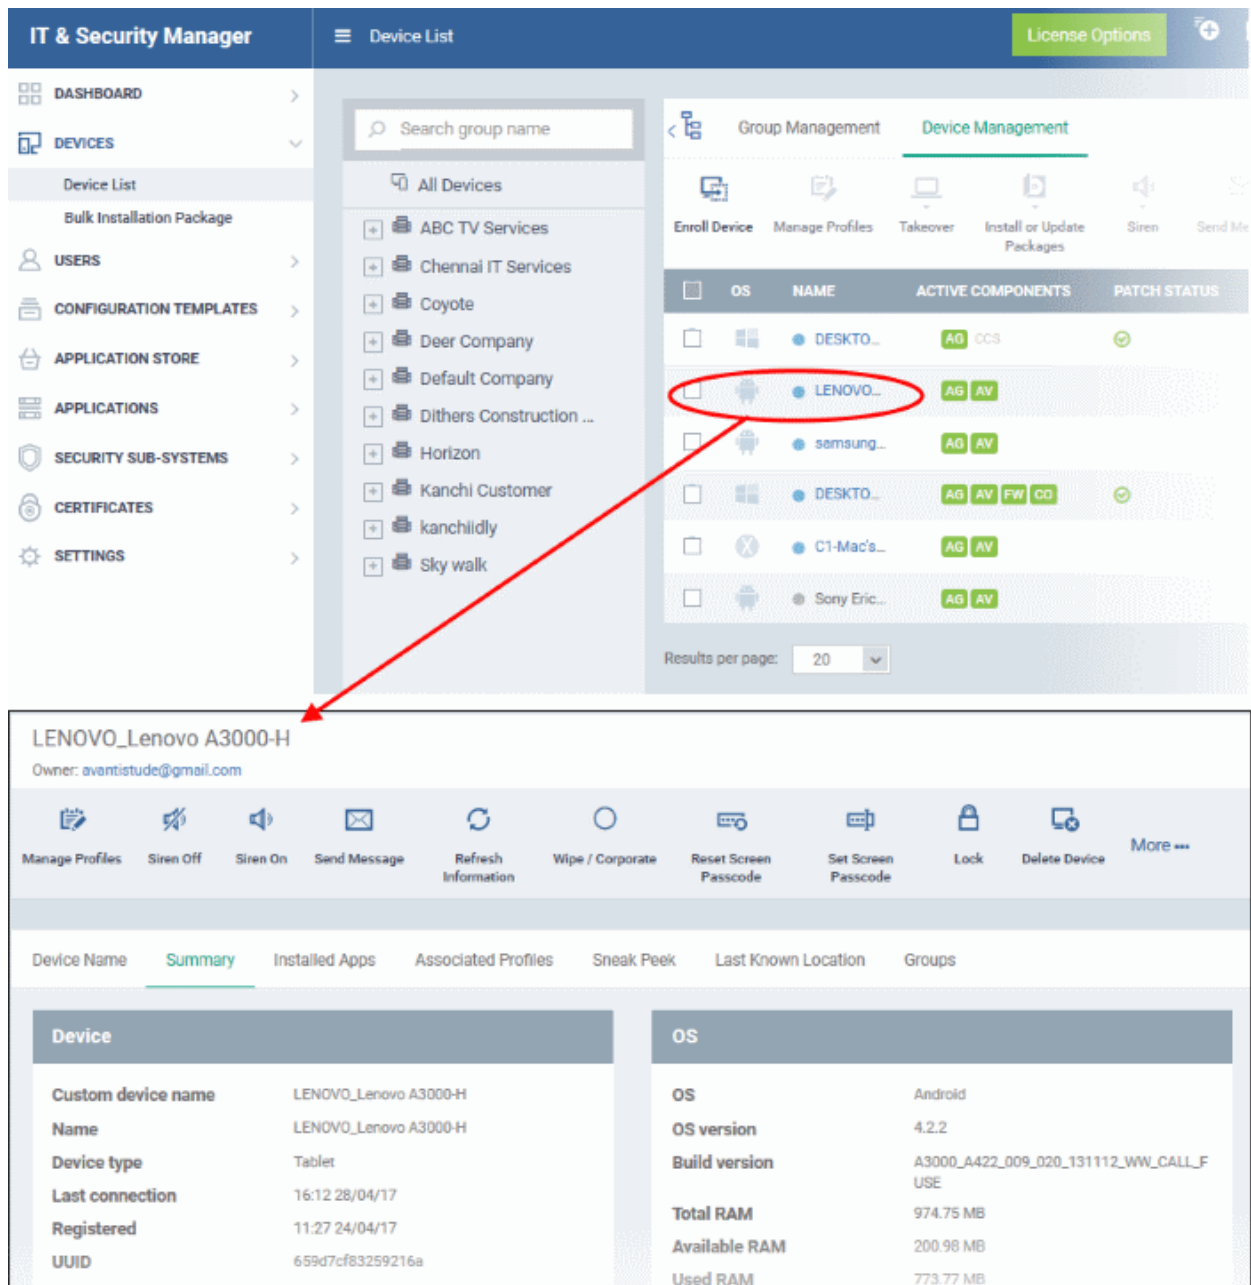 IT & Security Manager
Device List
License Options
DASHBOARD
DEVICES
Device List
Bulk Installation Package
USERS
CONFIGURATION TEMPLATES
APPLICATION STORE
APPLICATIONS
SECURITY SUB-SYSTEMS
CERTIFICATES
SETTINGS
Search group name
All Devices
ABC TV Services
Chennai IT Services
Coyote
Deer Company
Default Company
Dithers Construction ...
Horizon
Kanchi Customer
kanchiidly
Sky walk
Group Management
Device Management
Enroll Device
Manage Profiles
Takeover
Install or Update
Packages
Siren
Send Me
OS NAME ACTIVE COMPONENTS PATCH STATUS
DESKTO... AG CCS
LENOVO... AG AV
samsung... AG AV
DESKTO... AG AV FW CO
C1-Mac's... AG AV
Sony Eric... AG AV
Results per page: 20
LENOVO_Lenovo A3000-H
Owner: avantistude@gmail.com
Manage Profiles
Siren Off
Siren On
Send Message
Refresh
Information
Wipe / Corporate
Reset Screen
Passcode
Set Screen
Passcode
Lock
Delete Device
More
Device Name
Summary
Installed Apps
Associated Profiles
Sneak Peek
Last Known Location
Groups
Device
Custom device name LENOVO_Lenovo A3000-H
Name LENOVO_Lenovo A3000-H
Device type Tablet
Last connection 16:12 28/04/17
Registered 11:27 24/04/17
UUID 659d7cf83259216a
OS
OS Android
OS version 4.2.2
Build version A3000_A422_009_020_131112_WW_CALL_F
USE
Total RAM 974.75 MB
Available RAM 200.98 MB
Used RAM 773.77 MB